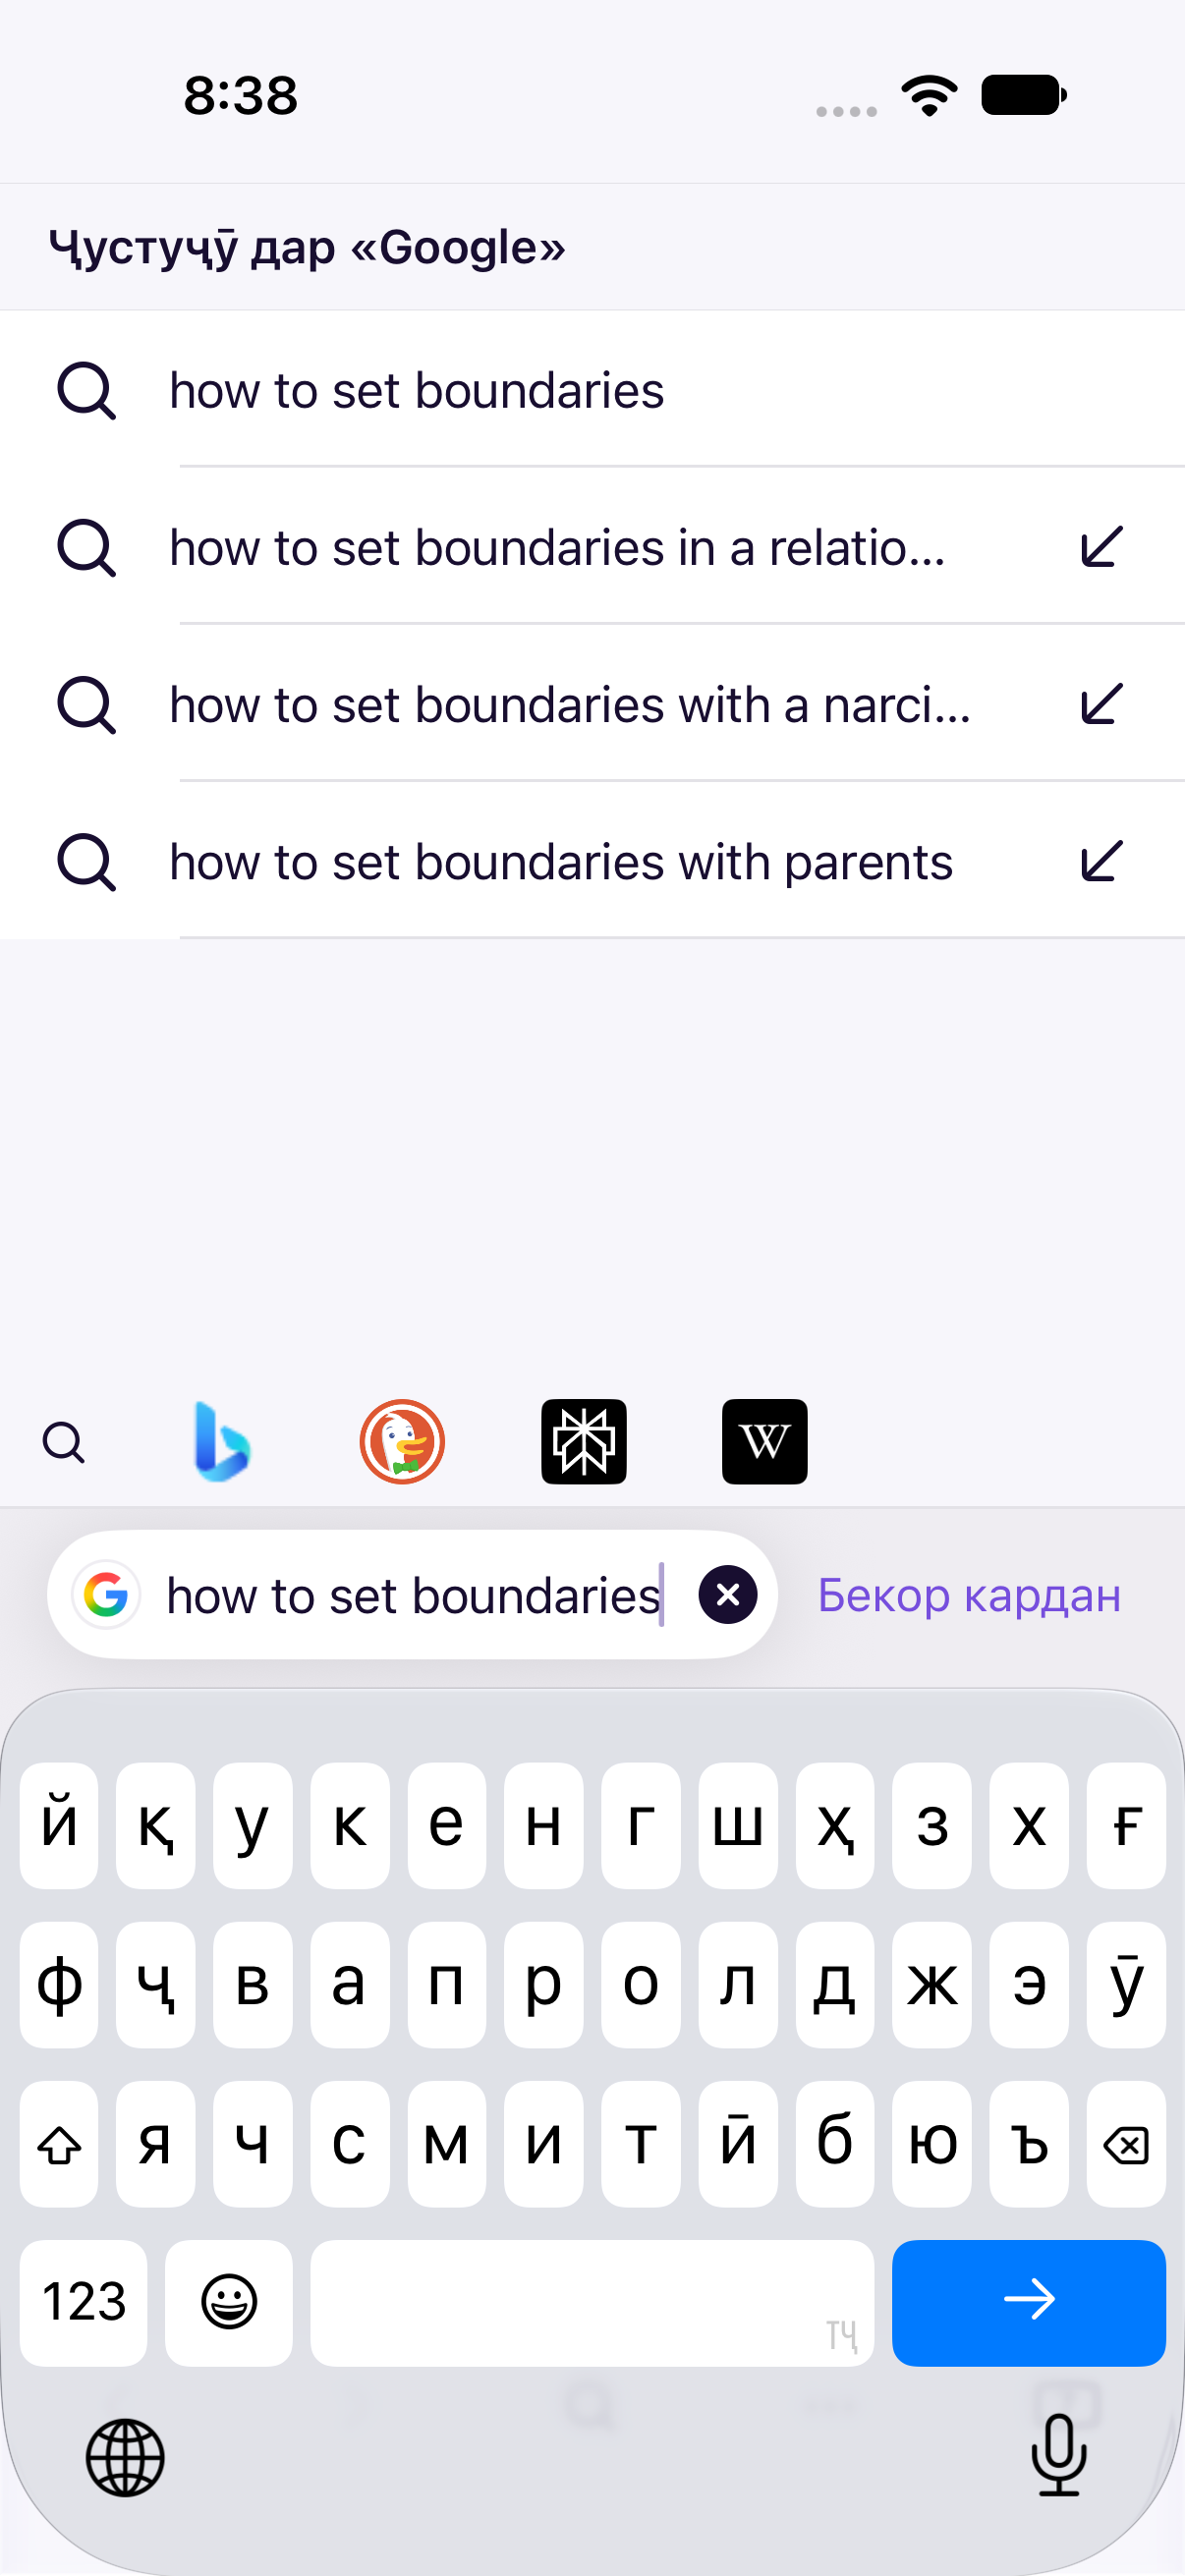 8:38
Ҷустуҷӯ дар «Google»
how to set boundaries
how to set boundaries in a relatio...
how to set boundaries with a narci...
how to set boundaries with parents
W
how to set boundaries
Бекор кардан
й қ у к е н г ш ҳ з х ғ
ф ҷ в а п р о л д ж э ӯ
я ч с м и т ӣ б ю ъ
123
тҷ